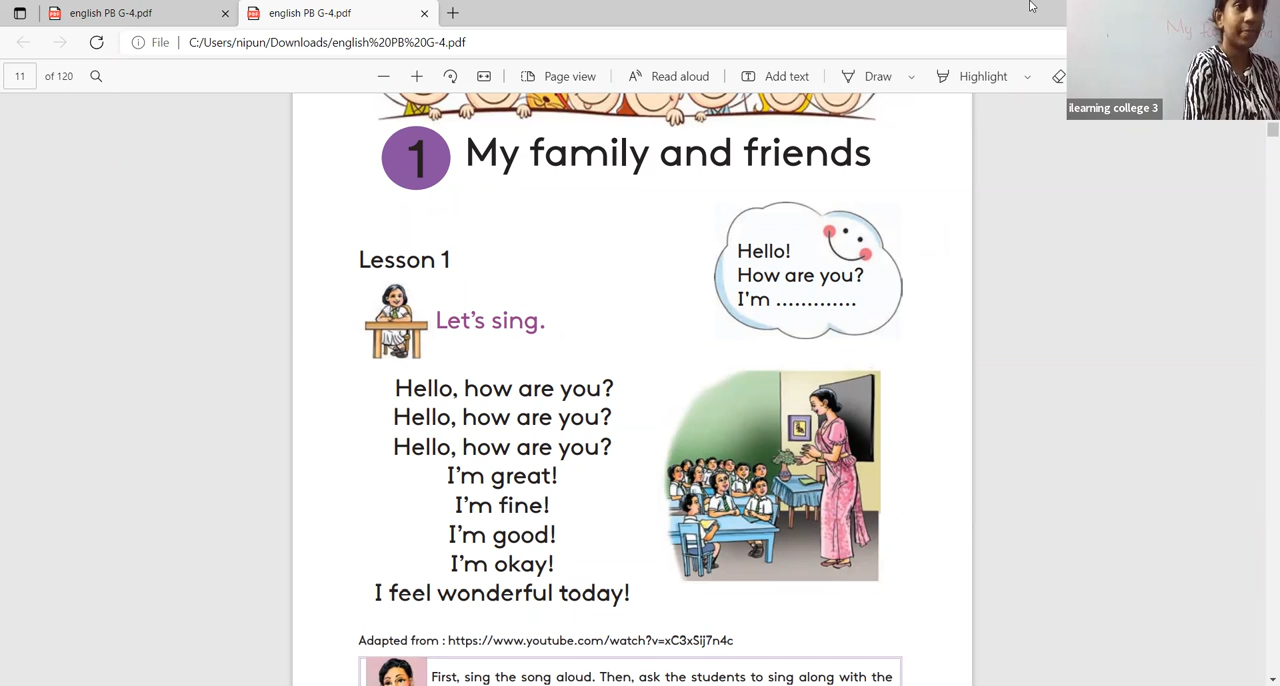 english PB G-4.pdf
english PB G-4.pdf
File
C:/Users/nipun/Downloads/english%20PB%20G-4.pdf
11
of 120
Page view
Read aloud
Add text
Draw
Highlight
My
ilearning college 3
1
My family and friends
Hello!
How are you?
I'm .............
Lesson 1
Let's sing.
Hello, how are you?
Hello, how are you?
Hello, how are you?
I'm great!
I'm fine!
I'm good!
I'm okay!
I feel wonderful today!
Adapted from : https://www.youtube.com/watch?v=xC3xSij7n4c
First, sing the song aloud. Then, ask the students to sing along with the